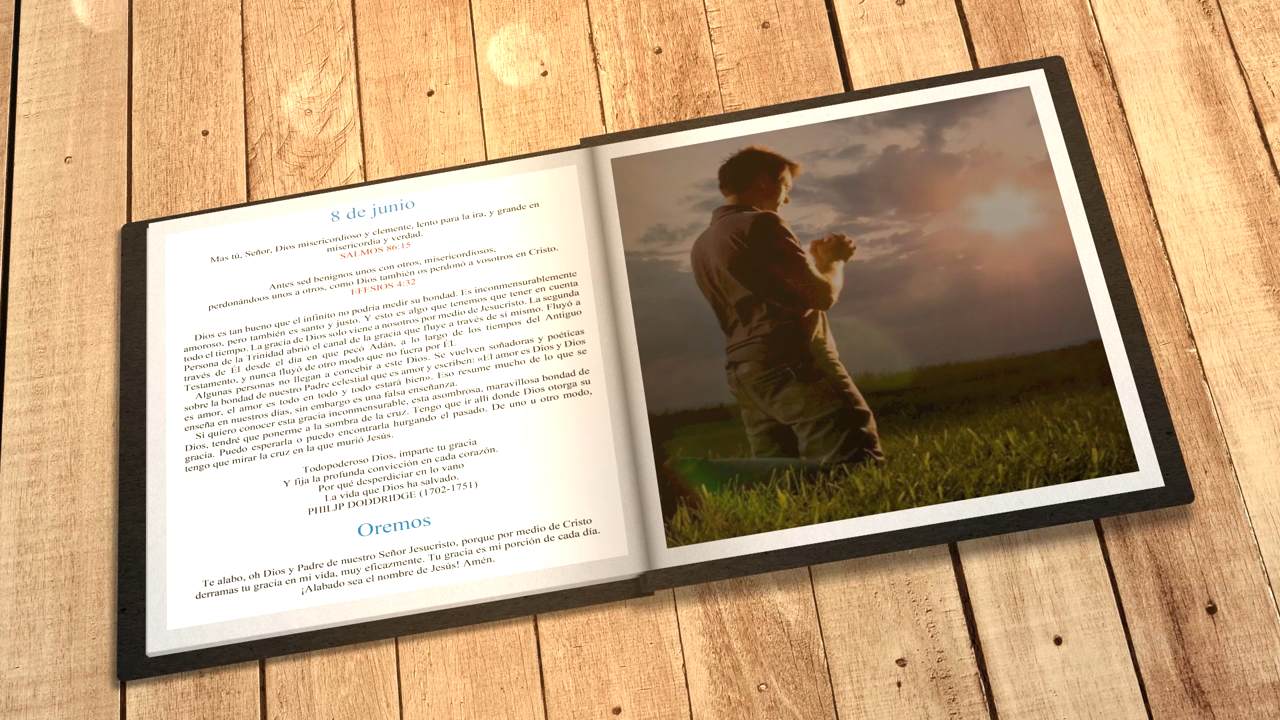 8 de junio
Mas tú, Señor, Dios misericordioso y clemente, lento para la ira, y grande en
misericordia y verdad.
SALMOS 86:15
Antes sed benignos unos con otros, misericordiosos,
perdonándoos unos a otros, como Dios también os perdonó a vosotros en Cristo.
EFESIOS 4:32
Dios es tan bueno que el infinito no podría medir su bondad. Es inconmensurablemente
amoroso, pero también es santo y justo. Y esto es algo que tenemos que tener en cuenta
todo el tiempo. La gracia de Dios solo viene a nosotros por medio de Jesucristo. La segunda
Persona de la Trinidad abrió el canal de la gracia que fluye a través de sí mismo. Fluyó a
través de Él desde el día en que pecó Adán, a lo largo de los tiempos del Antiguo
Testamento, y nunca fluyó de otro modo que no fuera por ÉL
Algunas personas no llegan a concebir a este Dios. Se vuelven soñadoras y poéticas
sobre la bondad de nuestro Padre celestial que es amor y escriben: «El amor es Dios y Dios
es amor, el amor es todo en todo y todo estará bien». Eso resume mucho de lo que se
enseña en nuestros días, sin embargo es una falsa enseñanza.
Si quiero conocer esta gracia inconmensurable, esta asombrosa, maravillosa bondad de
Dios, tendré que ponerme a la sombra de la cruz. Tengo que ir allí donde Dios otorga su
gracia. Puedo esperarla o puedo encontrarla hurgando el pasado. De uno u otro modo,
tengo que mirar la cruz en la que murió Jesús.
Todopoderoso Dios, imparte tu gracia
Y fija la profunda convicción en cada corazón.
Por qué desperdiciar en lo vano
La vida que Dios ha salvado.
PHILJP DODDRIDGE (1702-1751)
Oremos
Te alabo, oh Dios y Padre de nuestro Señor Jesucristo, porque por medio de Cristo
derramas tu gracia en mi vida, muy eficazmente. Tu gracia es mi porción de cada día.
¡Alabado sea el nombre de Jesús! Amén.